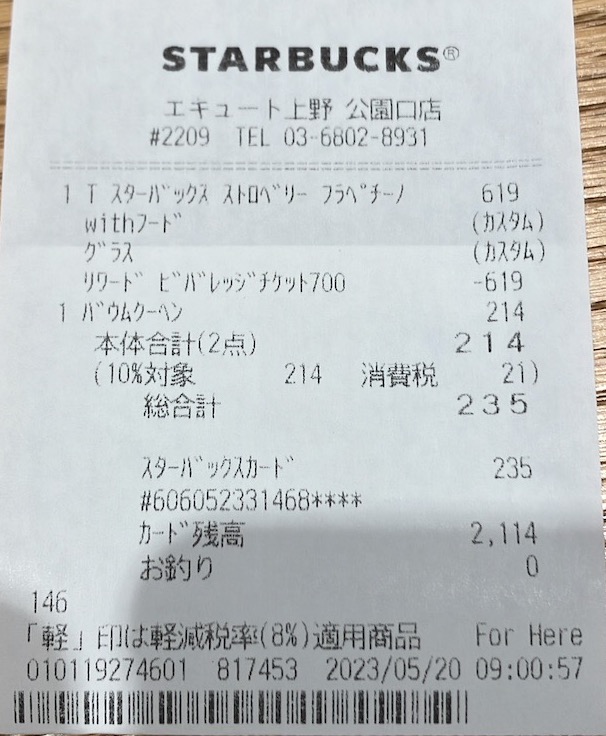 STARBUCKS®
エキュート上野 公園口店
#2209 TEL 03-6802-8931
1 T ｽﾀｰﾊﾞｯｸｽ ｽﾄﾛﾍﾞﾘｰ ﾌﾗﾍﾟﾁｰﾉ 619
withﾌｰﾄﾞ (ｶｽﾀﾑ)
ｸﾞﾗｽ (ｶｽﾀﾑ)
ﾘﾜｰﾄﾞ ﾋﾞﾊﾞﾚｯｼﾞﾁｹｯﾄ700 -619
1 ﾊﾞｳﾑｸｰﾍﾝ 214
本体合計(2点) 214
(10%対象 214 消費税 21)
総合計 235
ｽﾀｰﾊﾞｯｸｽｶｰﾄﾞ 235
#606052331468****
ｶｰﾄﾞ残高 2,114
お釣り 0
146
「軽」印は軽減税率(8%)適用商品 For Here
010119274601 817453 2023/05/20 09:00:57